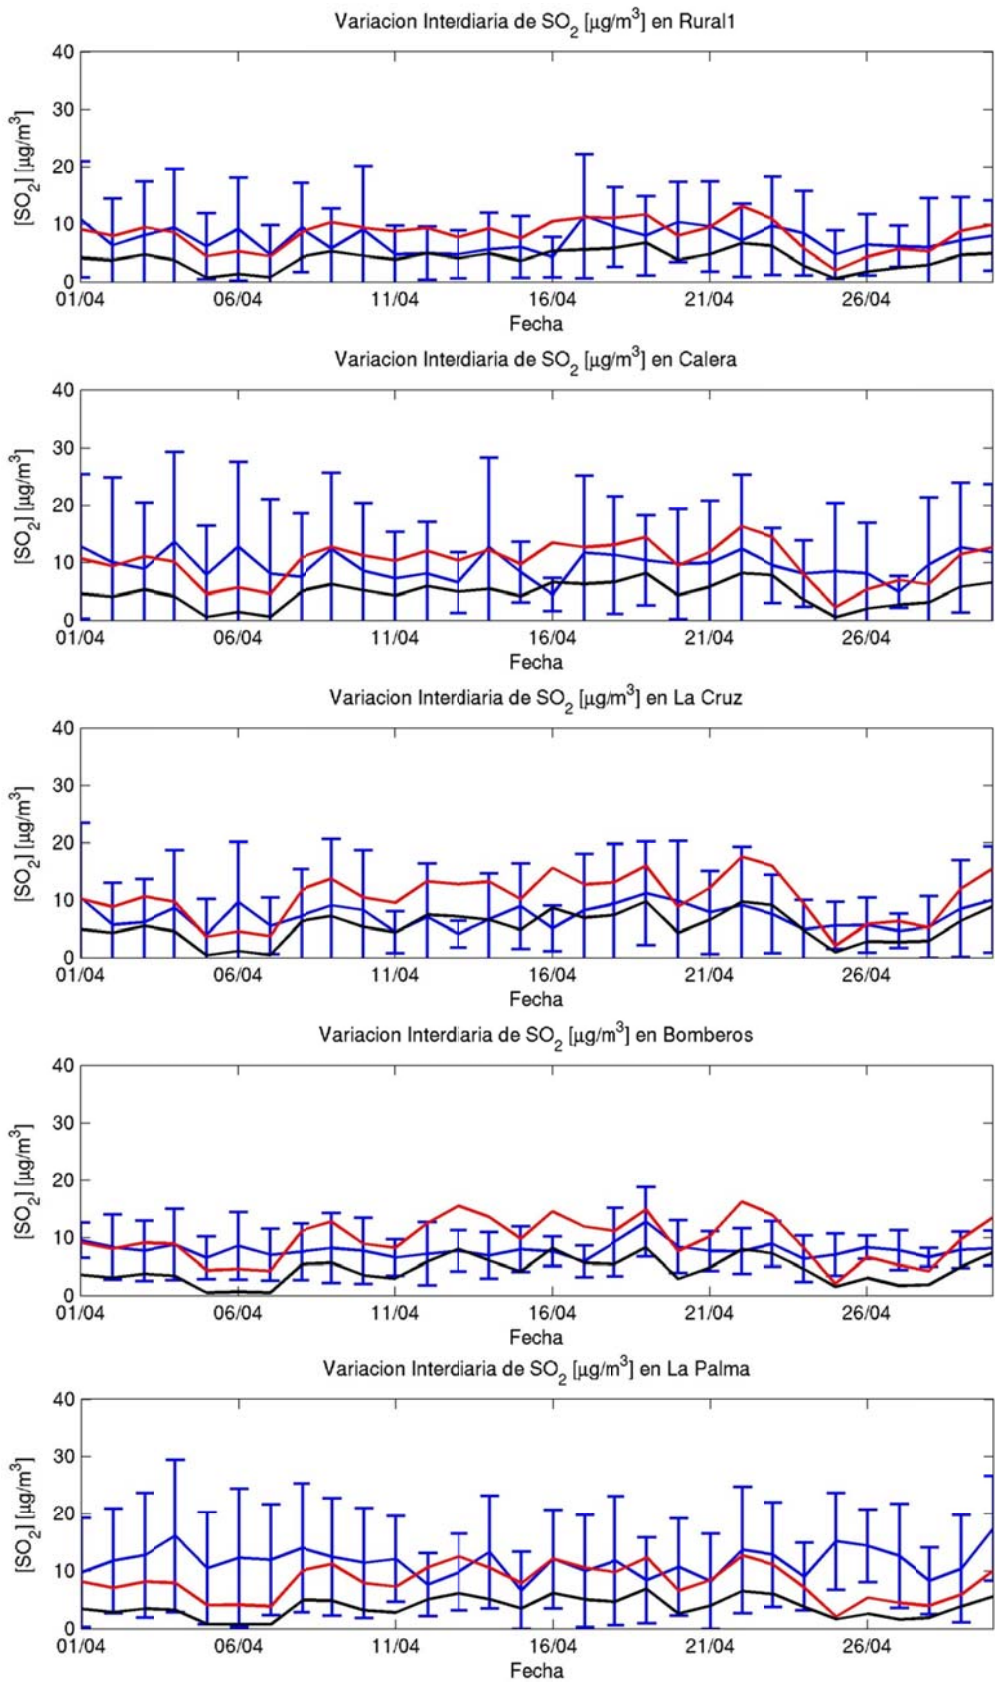 Variacion Interdiaria de SO2 [μg/m3] en Rural1
[SO2] [μg/m3]
40
30
20
10
0
01/04 06/04 11/04 16/04 21/04 26/04
Fecha
Variacion Interdiaria de SO2 [μg/m3] en Calera
[SO2] [μg/m3]
40
30
20
10
0
01/04 06/04 11/04 16/04 21/04 26/04
Fecha
Variacion Interdiaria de SO2 [μg/m3] en La Cruz
[SO2] [μg/m3]
40
30
20
10
0
01/04 06/04 11/04 16/04 21/04 26/04
Fecha
Variacion Interdiaria de SO2 [μg/m3] en Bomberos
[SO2] [μg/m3]
40
30
20
10
0
01/04 06/04 11/04 16/04 21/04 26/04
Fecha
Variacion Interdiaria de SO2 [μg/m3] en La Palma
[SO2] [μg/m3]
40
30
20
10
0
01/04 06/04 11/04 16/04 21/04 26/04
Fecha